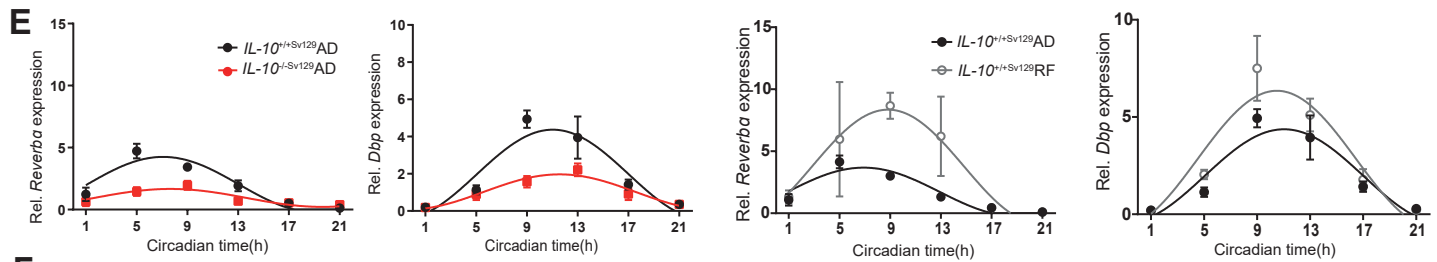 E
15
10
5
0
Rel. Reverba expression
IL-10+/+Sv129AD
IL-10-/-Sv129AD
1 5 9 13 17 21
Circadian time(h)
10
8
6
4
2
0
Rel. Dbp expression
1 5 9 13 17 21
Circadian time(h)
15
10
5
0
Rel. Reverba expression
IL-10+/+Sv129AD
IL-10+/+Sv129RF
1 5 9 13 17 21
Circadian time(h)
10
5
0
Rel. Dbp expression
1 5 9 13 17 21
Circadian time(h)